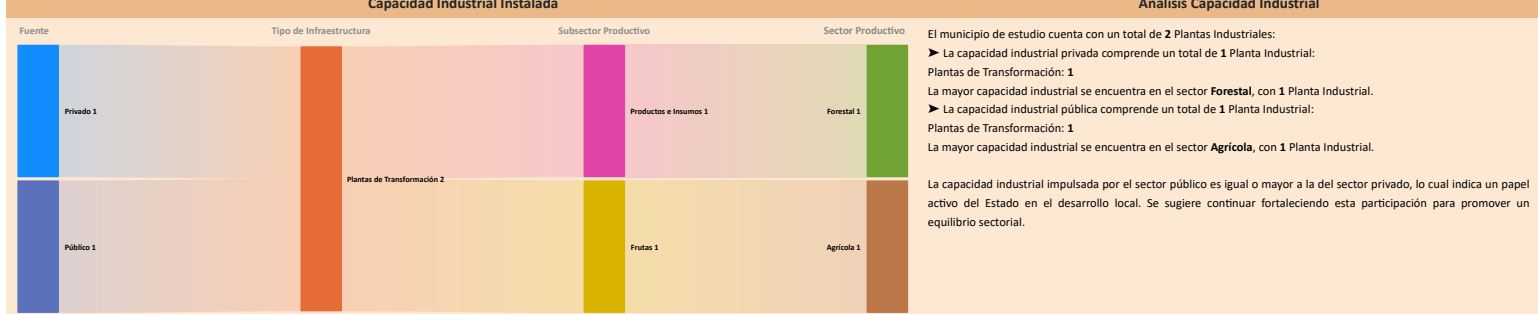 Capacidad Industrial Instalada
Fuente
Tipo de Infraestructura
Subsector Productivo
Sector Productivo
Privado 1
Productos e Insumos 1
Forestal 1
Plantas de Transformación 2
Público 1
Frutas 1
Agrícola 1
Análisis Capacidad Industrial
El municipio de estudio cuenta con un total de 2 Plantas Industriales:
➤ La capacidad industrial privada comprende un total de 1 Planta Industrial:
Plantas de Transformación: 1
La mayor capacidad industrial se encuentra en el sector Forestal, con 1 Planta Industrial.
➤ La capacidad industrial pública comprende un total de 1 Planta Industrial:
Plantas de Transformación: 1
La mayor capacidad industrial se encuentra en el sector Agrícola, con 1 Planta Industrial.
La capacidad industrial impulsada por el sector público es igual o mayor a la del sector privado, lo cual indica un papel
activo del Estado en el desarrollo local. Se sugiere continuar fortaleciendo esta participación para promover un
equilibrio sectorial.